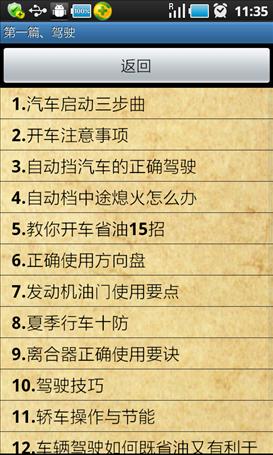 100%
R
11:35
第一篇、驾驶
返回
1.汽车启动三步曲
2.开车注意事项
3.自动挡汽车的正确驾驶
4.自动档中途熄火怎么办
5.教你开车省油15招
6.正确使用方向盘
7.发动机油门使用要点
8.夏季行车十防
9.离合器正确使用要诀
10.驾驶技巧
11.轿车操作与节能
12.车辆驾驶如何既省油又有利于